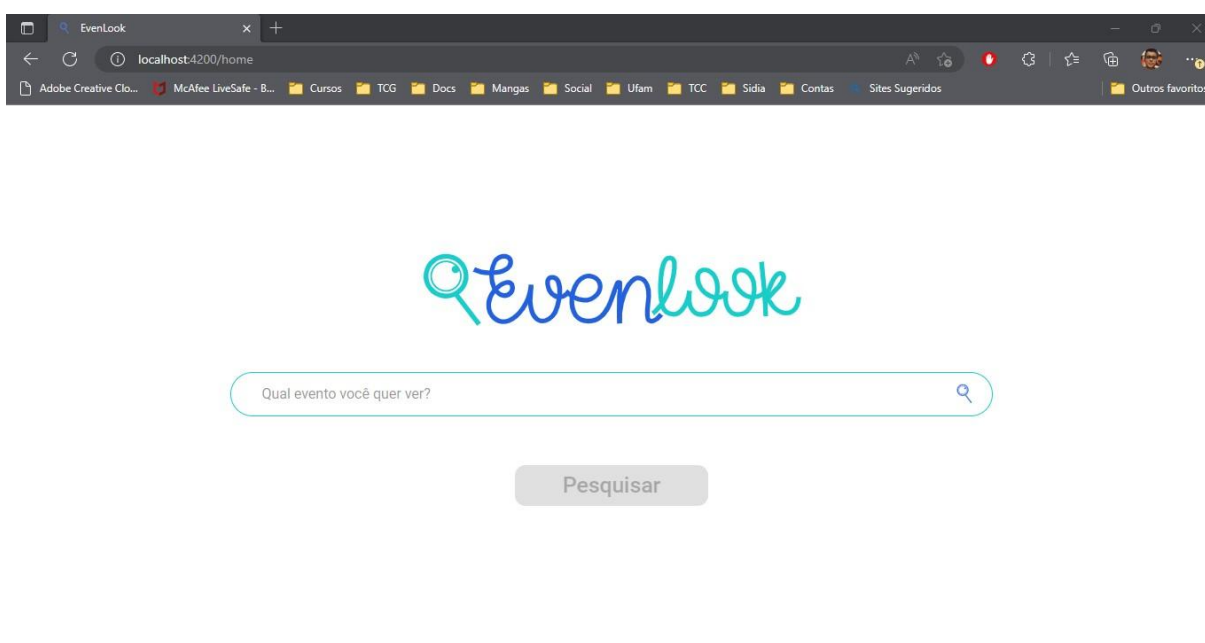 EvenLook
localhost:4200/home
Adobe Creative Clo... McAfee LiveSafe - B... Cursos TCG Docs Mangas Social Ufam TCC Sidia Contas Sites Sugeridos Outros favoritos
Evenlook
Qual evento você quer ver?
Pesquisar